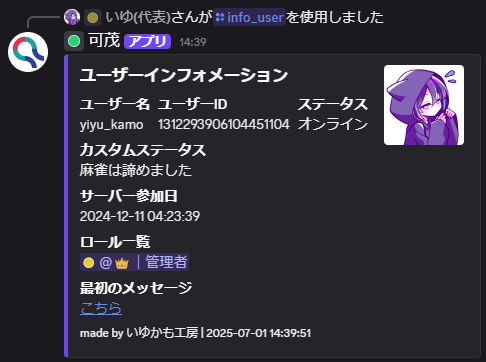 いゆ(代表)さんが info_user を使用しました
可茂 アプリ 14:39
ユーザーインフォメーション
ユーザー名 ユーザーID ステータス
yiyu_kamo 1312293906104451104 オンライン
カスタムステータス
麻雀は諦めました
サーバー参加日
2024-12-11 04:23:39
ロール一覧
@👑｜管理者
最初のメッセージ
こちら
made by いゆかも工房 | 2025-07-01 14:39:51